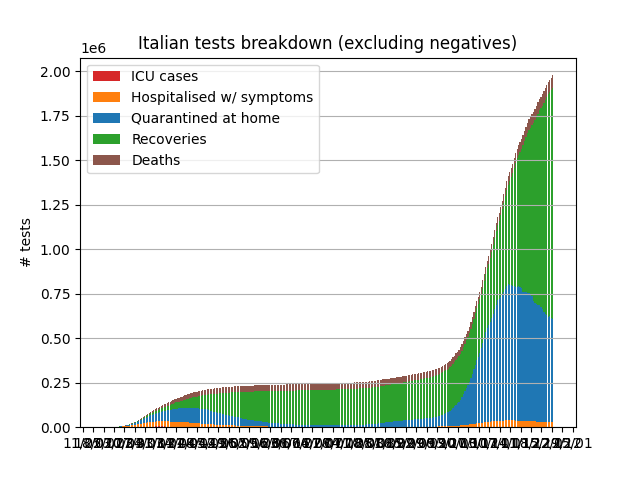 Italian tests breakdown (excluding negatives)
1e6
2.00
1.75
1.50
1.25
1.00
0.75
0.50
0.25
0.00
# tests
ICU cases
Hospitalised w/ symptoms
Quarantined at home
Recoveries
Deaths